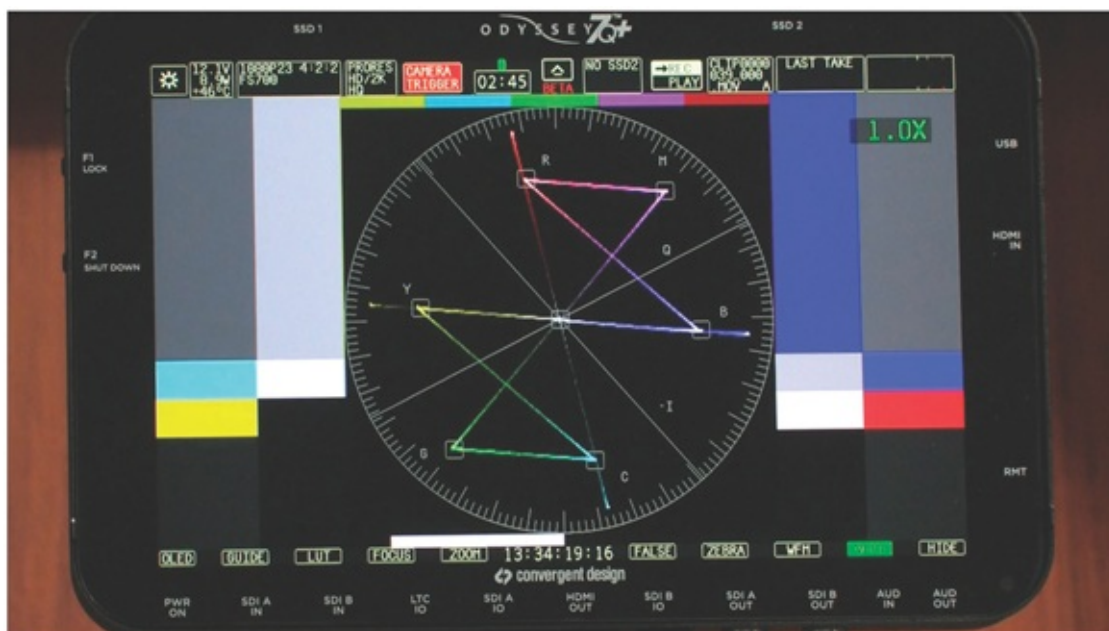 SSD 1
ODYSSEY 7Q+
SSD 2
12.1V
8.9W
+46°C
1080P23 4:2:2
FS700
PRORES
HD/2K
HQ
CAMERA
TRIGGER
02:45
BETA
NO SSD2
→REC
PLAY
CLIP0000
039.000
.MOV A
LAST TAKE
1.0X
F1
LOCK
F2
SHUT DOWN
USB
HDMI
IN
RMT
R
M
Q
Y
B
-I
G
C
OLED
GUIDE
LUT
FOCUS
ZOOM
13:34:19:16
FALSE
ZEBRA
WFM
HIDE
convergent design
PWR
ON
SDI A
IN
SDI B
IN
LTC
IO
SDI A
IO
HDMI
OUT
SDI B
IO
SDI A
OUT
SDI B
OUT
AUD
IN
AUD
OUT